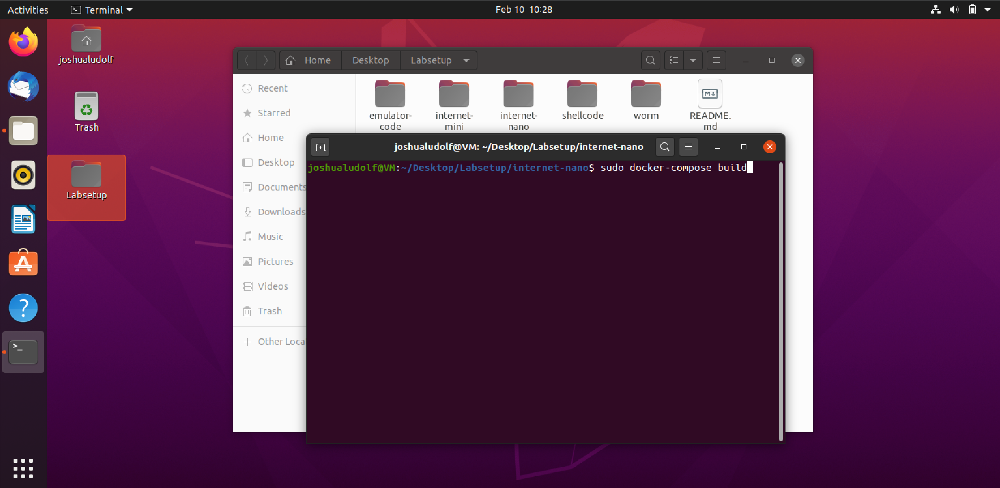 Activities
Terminal
Feb 10 10:28
joshualudolf
Trash
Labsetup
Home
Desktop
Labsetup
Recent
Starred
Home
Desktop
Documents
Downloads
Music
Pictures
Videos
Trash
Other Loca
emulator-
code
internet-
mini
internet-
nano
shellcode
worm
README.
md
joshualudolf@VM: ~/Desktop/Labsetup/internet-nano
joshualudolf@VM:~/Desktop/Labsetup/internet-nano$ sudo docker-compose build